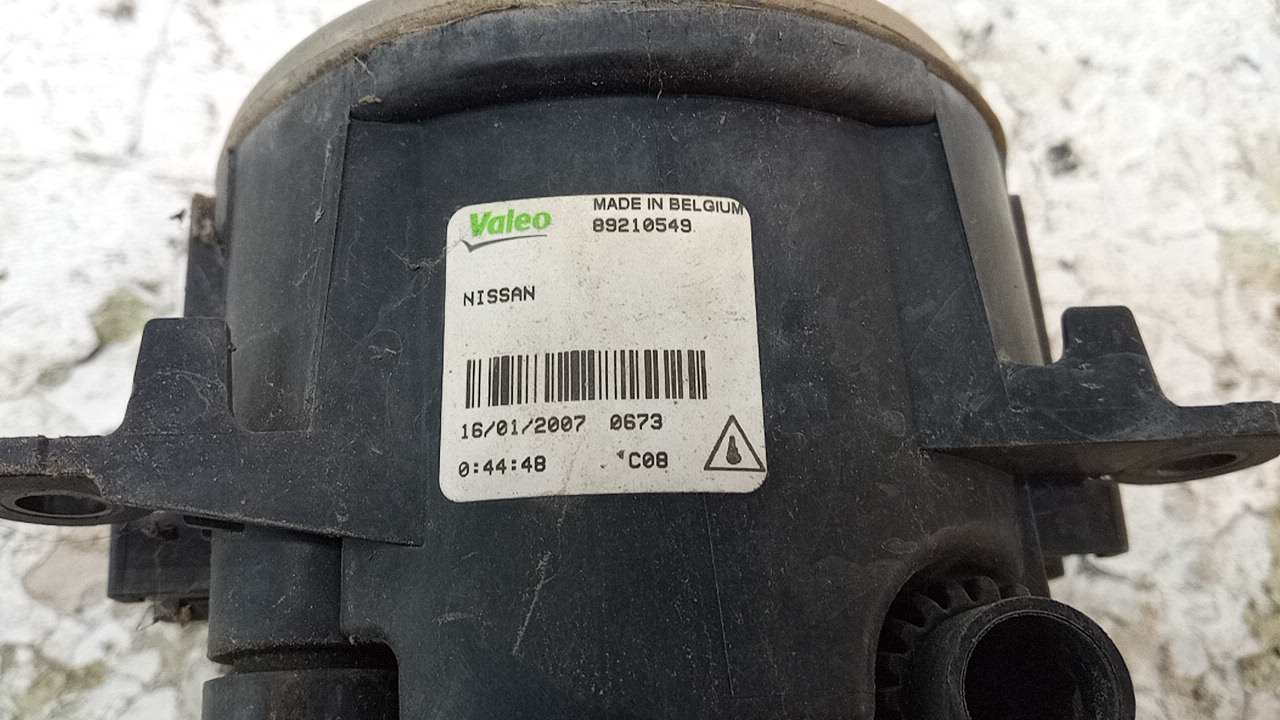 Valeo
MADE IN BELGIUM
89210549
NISSAN
16/01/2007 0673
0:44:48 C08